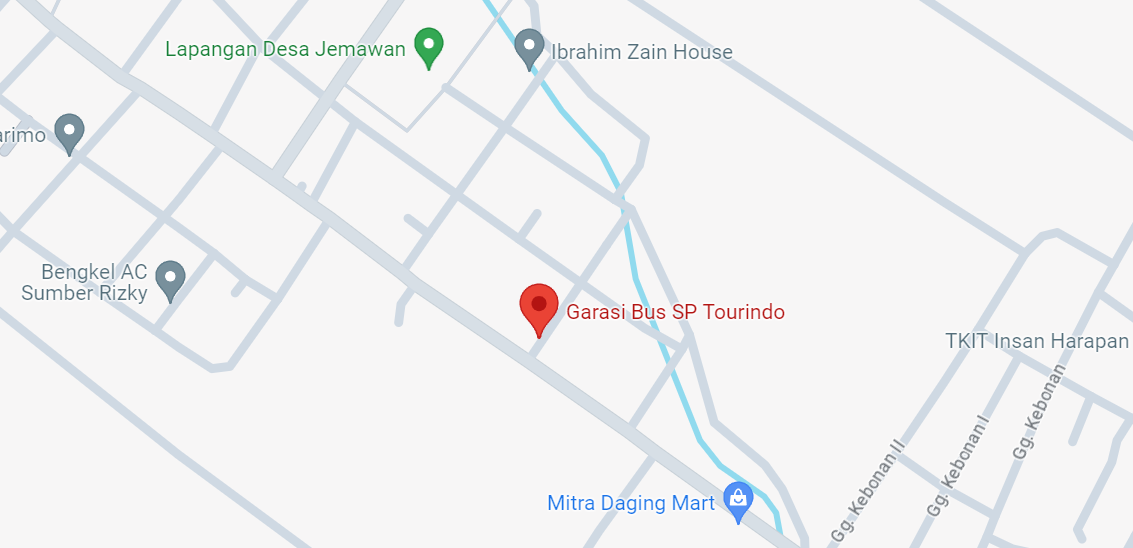 Lapangan Desa Jemawan
Ibrahim Zain House
arimo
Bengkel AC
Sumber Rizky
Garasi Bus SP Tourindo
TKIT Insan Harapan
Gg. Kebonan II
Gg. Kebonan I
Gg. Kebonan
Mitra Daging Mart